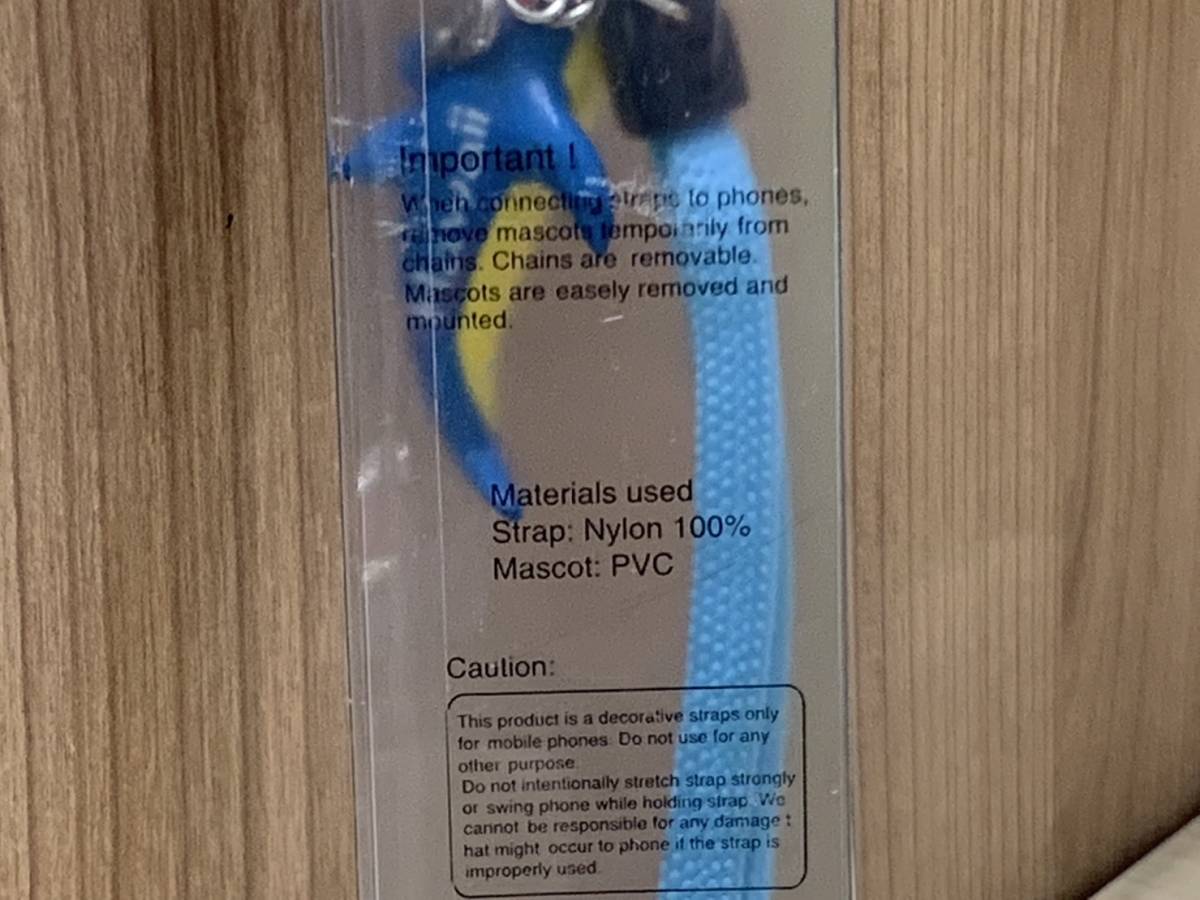 Important !
When connecting straps to phones,
remove mascots temporarily from
chains. Chains are removable.
Mascots are easely removed and
mounted.
Materials used
Strap: Nylon 100%
Mascot: PVC
Caution:
This product is a decorative straps only
for mobile phones. Do not use for any
other purpose.
Do not intentionally stretch strap strongly
or swing phone while holding strap. We
cannot be responsible for any damage t
hat might occur to phone if the strap is
improperly used.